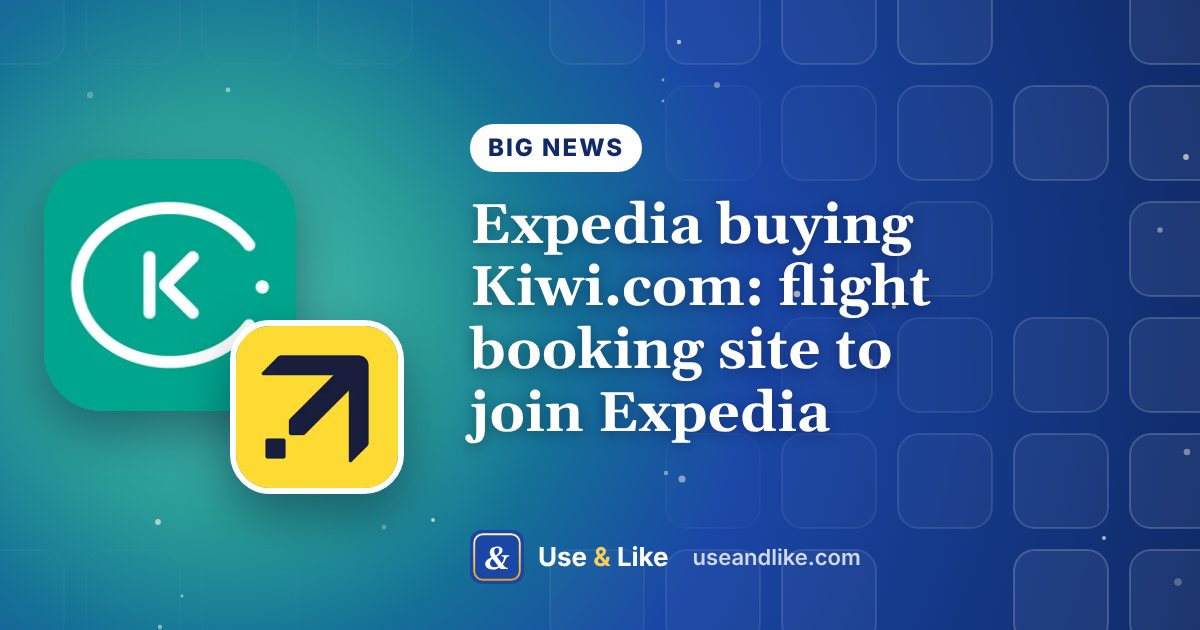 BIG NEWS
Expedia buying
Kiwi.com: flight
booking site to
join Expedia
K
& Use & Like useandlike.com